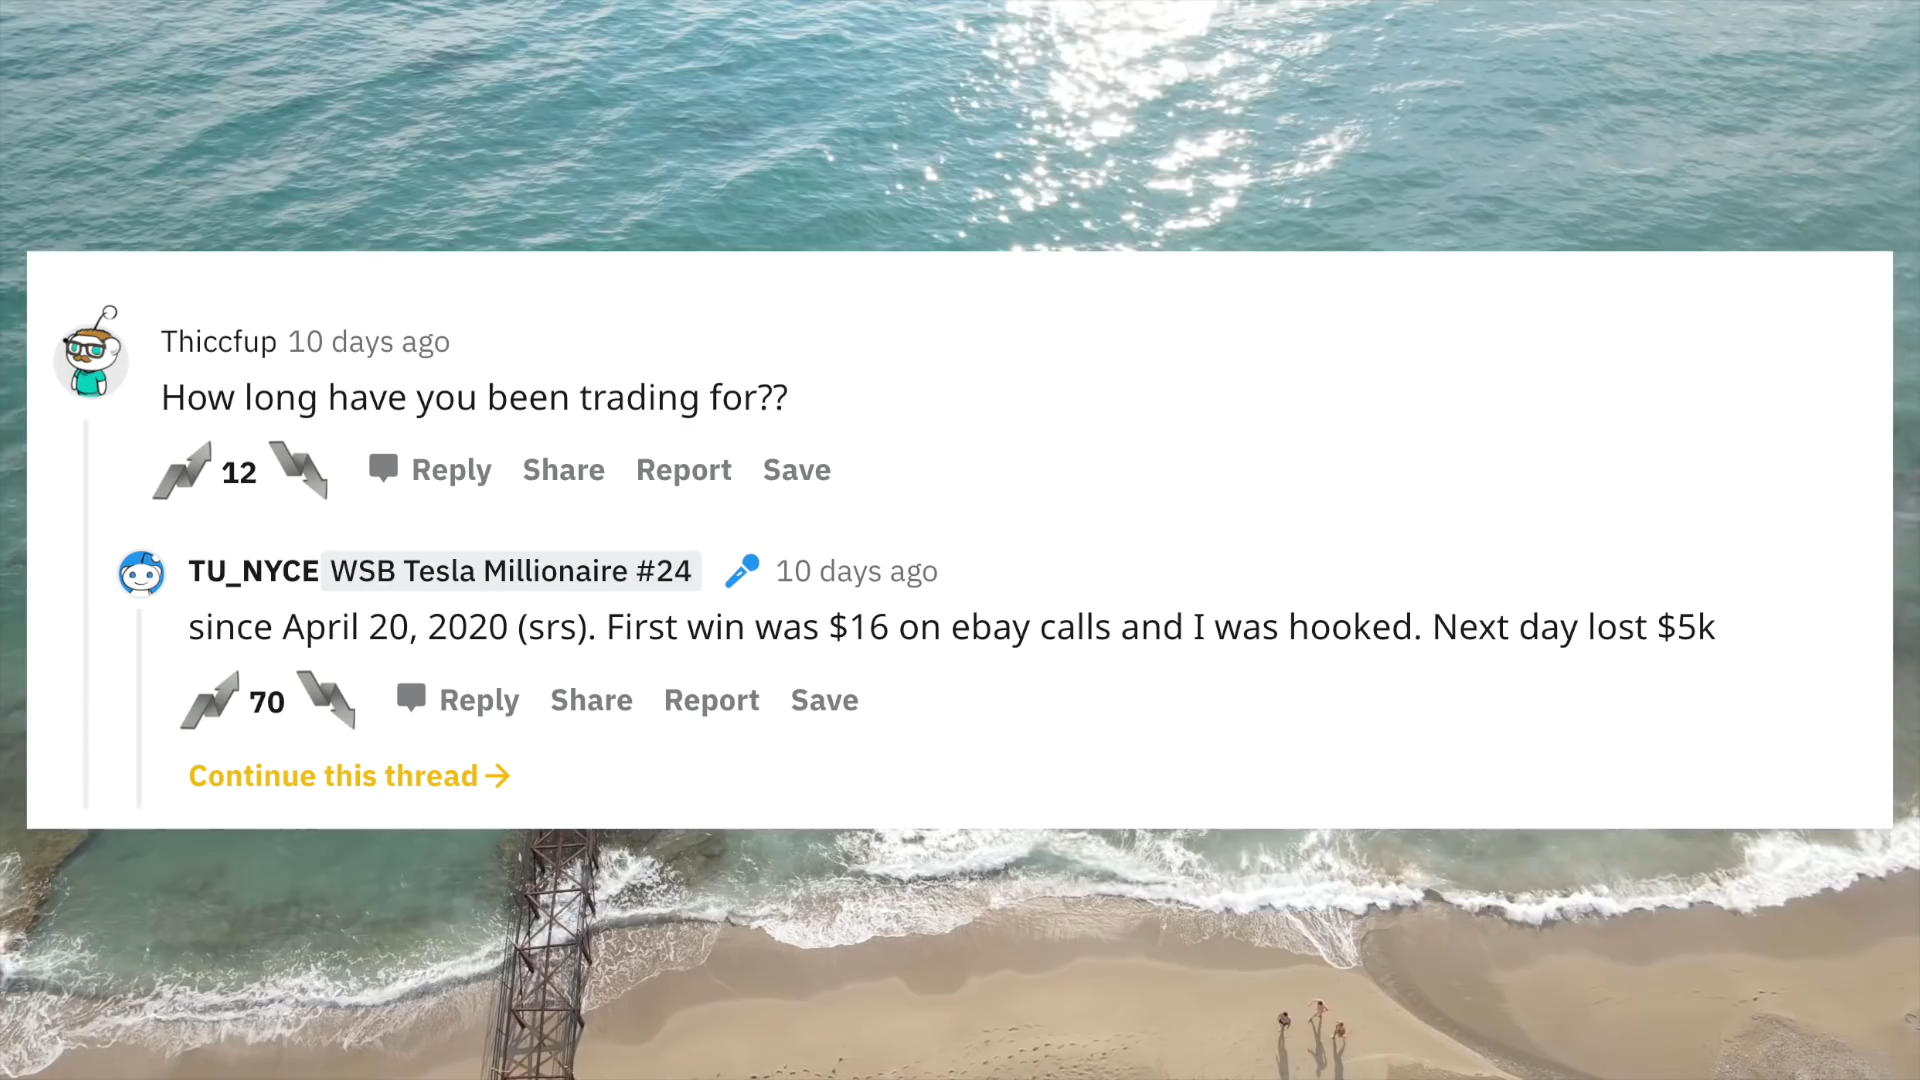 Thiccfup 10 days ago
How long have you been trading for??
12 Reply Share Report Save
TU_NYCE WSB Tesla Millionaire #24 10 days ago
since April 20, 2020 (srs). First win was $16 on ebay calls and I was hooked. Next day lost $5k
70 Reply Share Report Save
Continue this thread